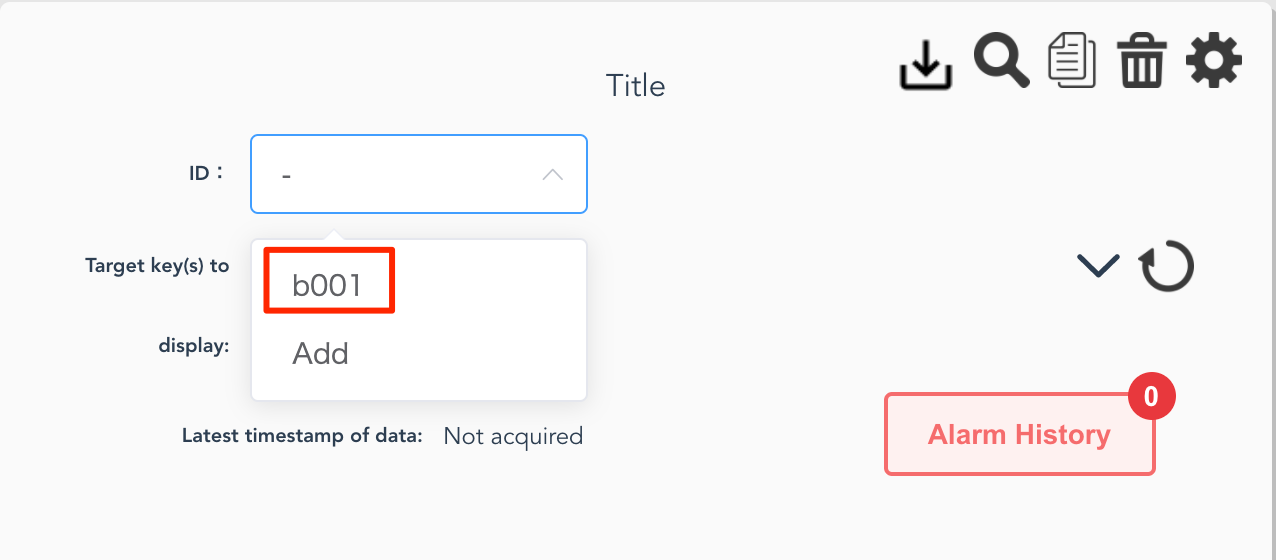 Title
ID：
-
Target key(s) to
b001
display:
Add
0
Alarm History
Latest timestamp of data: Not acquired